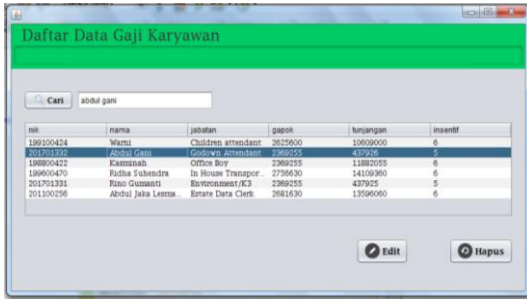 Daftar Data Gaji Karyawan
Cari abdul gani
nik nama jabatan gapok tunjangan insentif
199100424 Warni Children attendant 2625600 10609000 6
201701332 Abdul Gani Godown Attendant 2369255 437926 5
198800422 Kasminah Office Boy 2369255 11882055 6
199600470 Ridha Suhendra In House Transpor... 2756630 14109360 6
201701331 Rino Gumanti Environment/K3 2369255 437925 5
201100256 Abdul Jaka Lesma... Estate Data Clerk 2681630 13596060 6
Edit Hapus